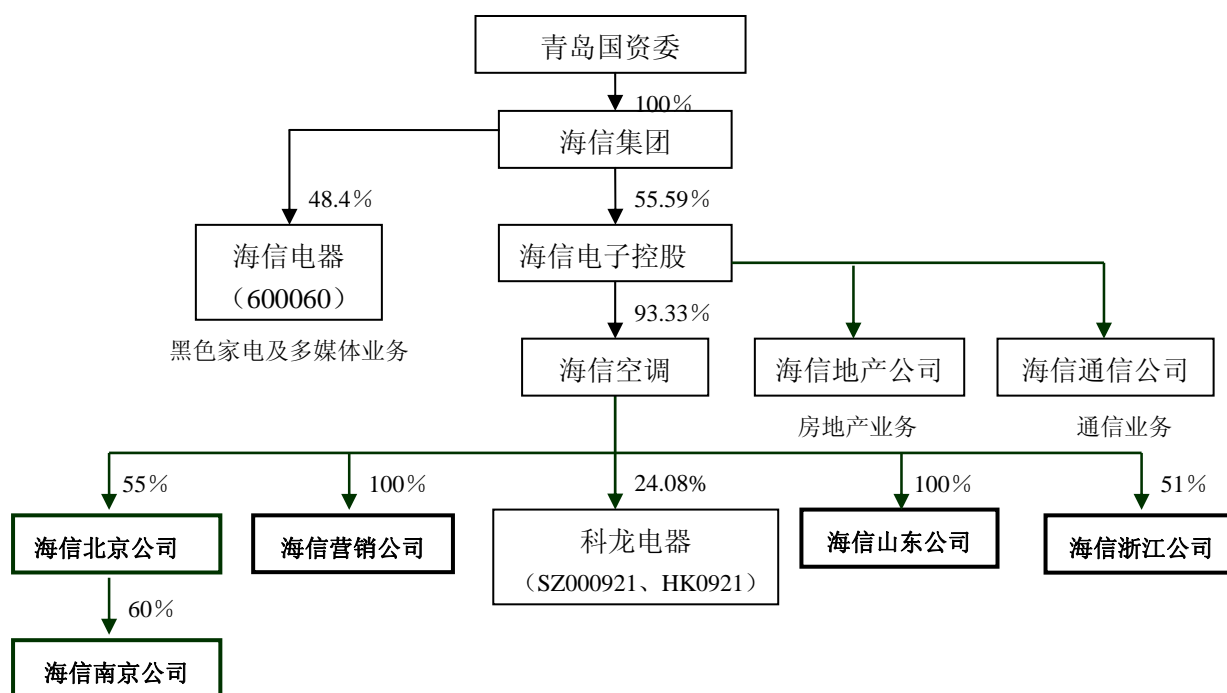 青岛国资委
100%
海信集团
48.4%
55.59%
海信电器
（600060）
海信电子控股
93.33%
黑色家电及多媒体业务
海信空调
海信地产公司
海信通信公司
房地产业务
通信业务
55%
100%
24.08%
100%
51%
海信北京公司
海信营销公司
科龙电器
（SZ000921、HK0921）
海信山东公司
海信浙江公司
60%
海信南京公司